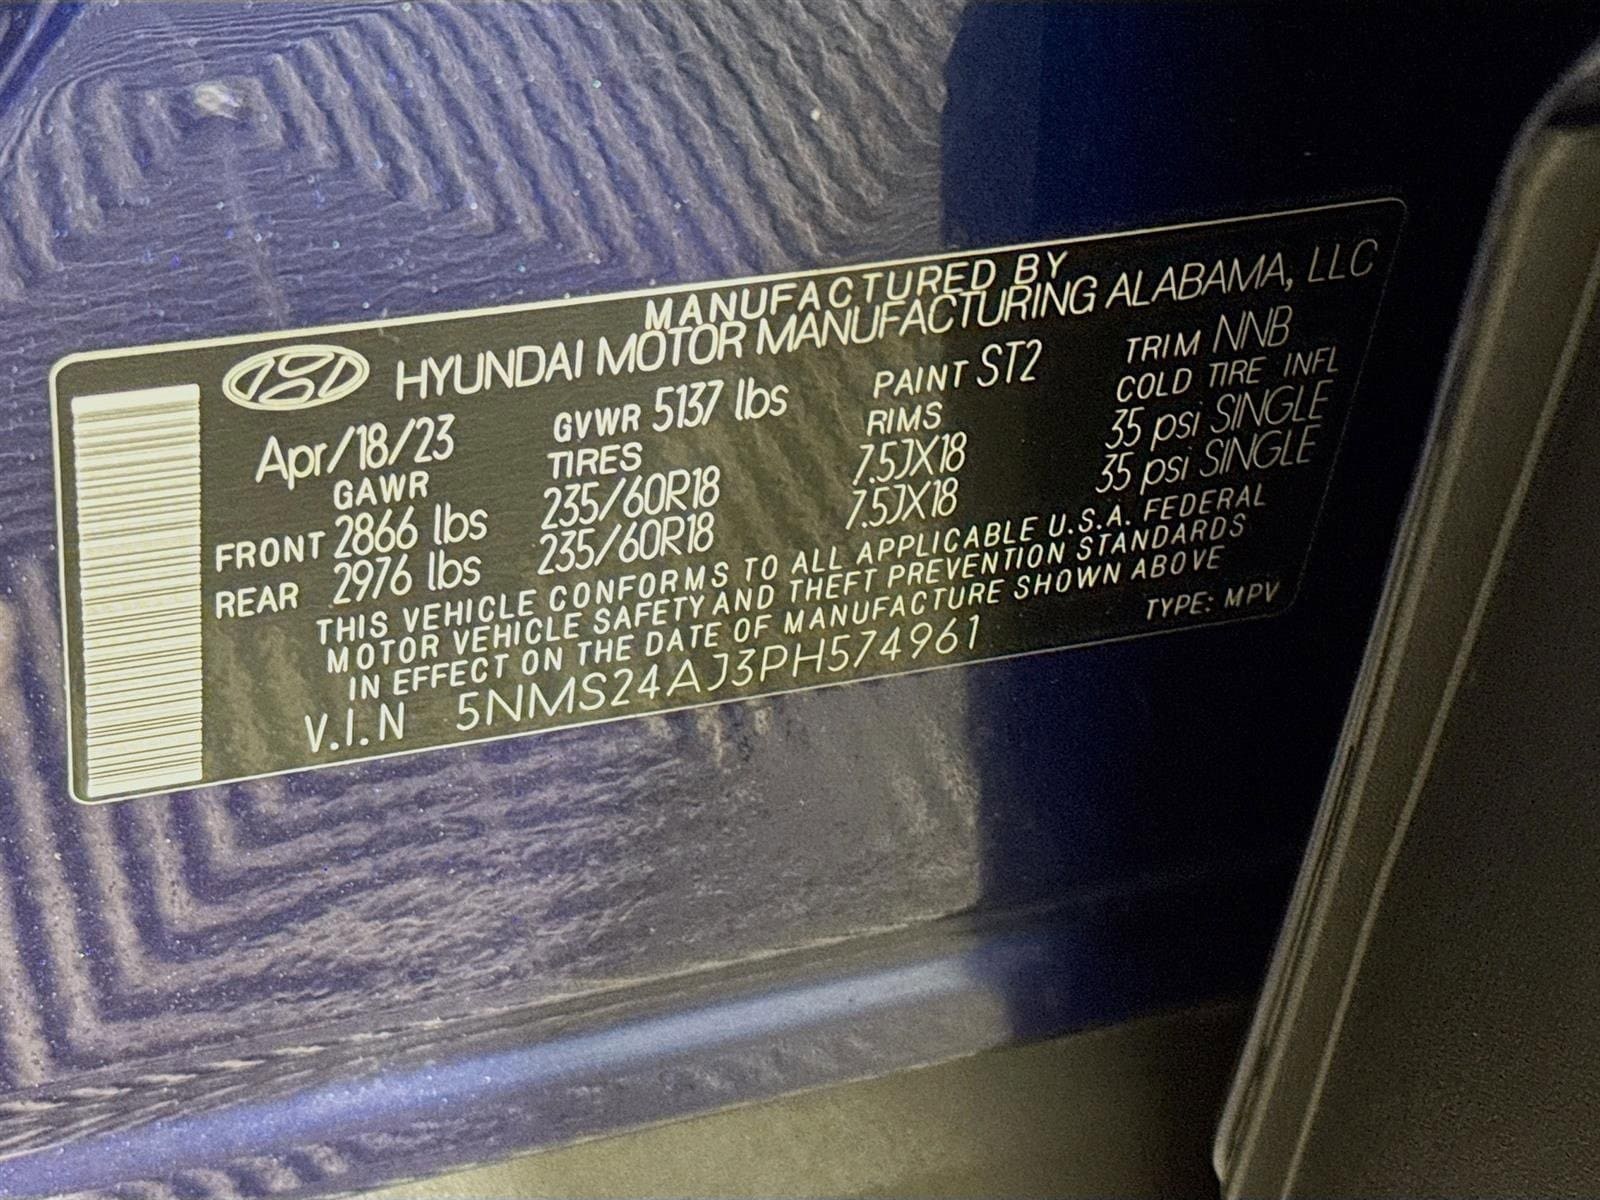 MANUFACTURED BY
HYUNDAI MOTOR MANUFACTURING ALABAMA, LLC
Apr/18/23 GVWR 5137 lbs PAINT ST2 TRIM NNB
GAWR TIRES RIMS COLD TIRE INFL
FRONT 2866 lbs 235/60R18 7.5JX18 35 psi SINGLE
REAR 2976 lbs 235/60R18 7.5JX18 35 psi SINGLE
THIS VEHICLE CONFORMS TO ALL APPLICABLE U.S.A. FEDERAL
MOTOR VEHICLE SAFETY AND THEFT PREVENTION STANDARDS
IN EFFECT ON THE DATE OF MANUFACTURE SHOWN ABOVE
V.I.N 5NMS24AJ3PH574961 TYPE: MPV